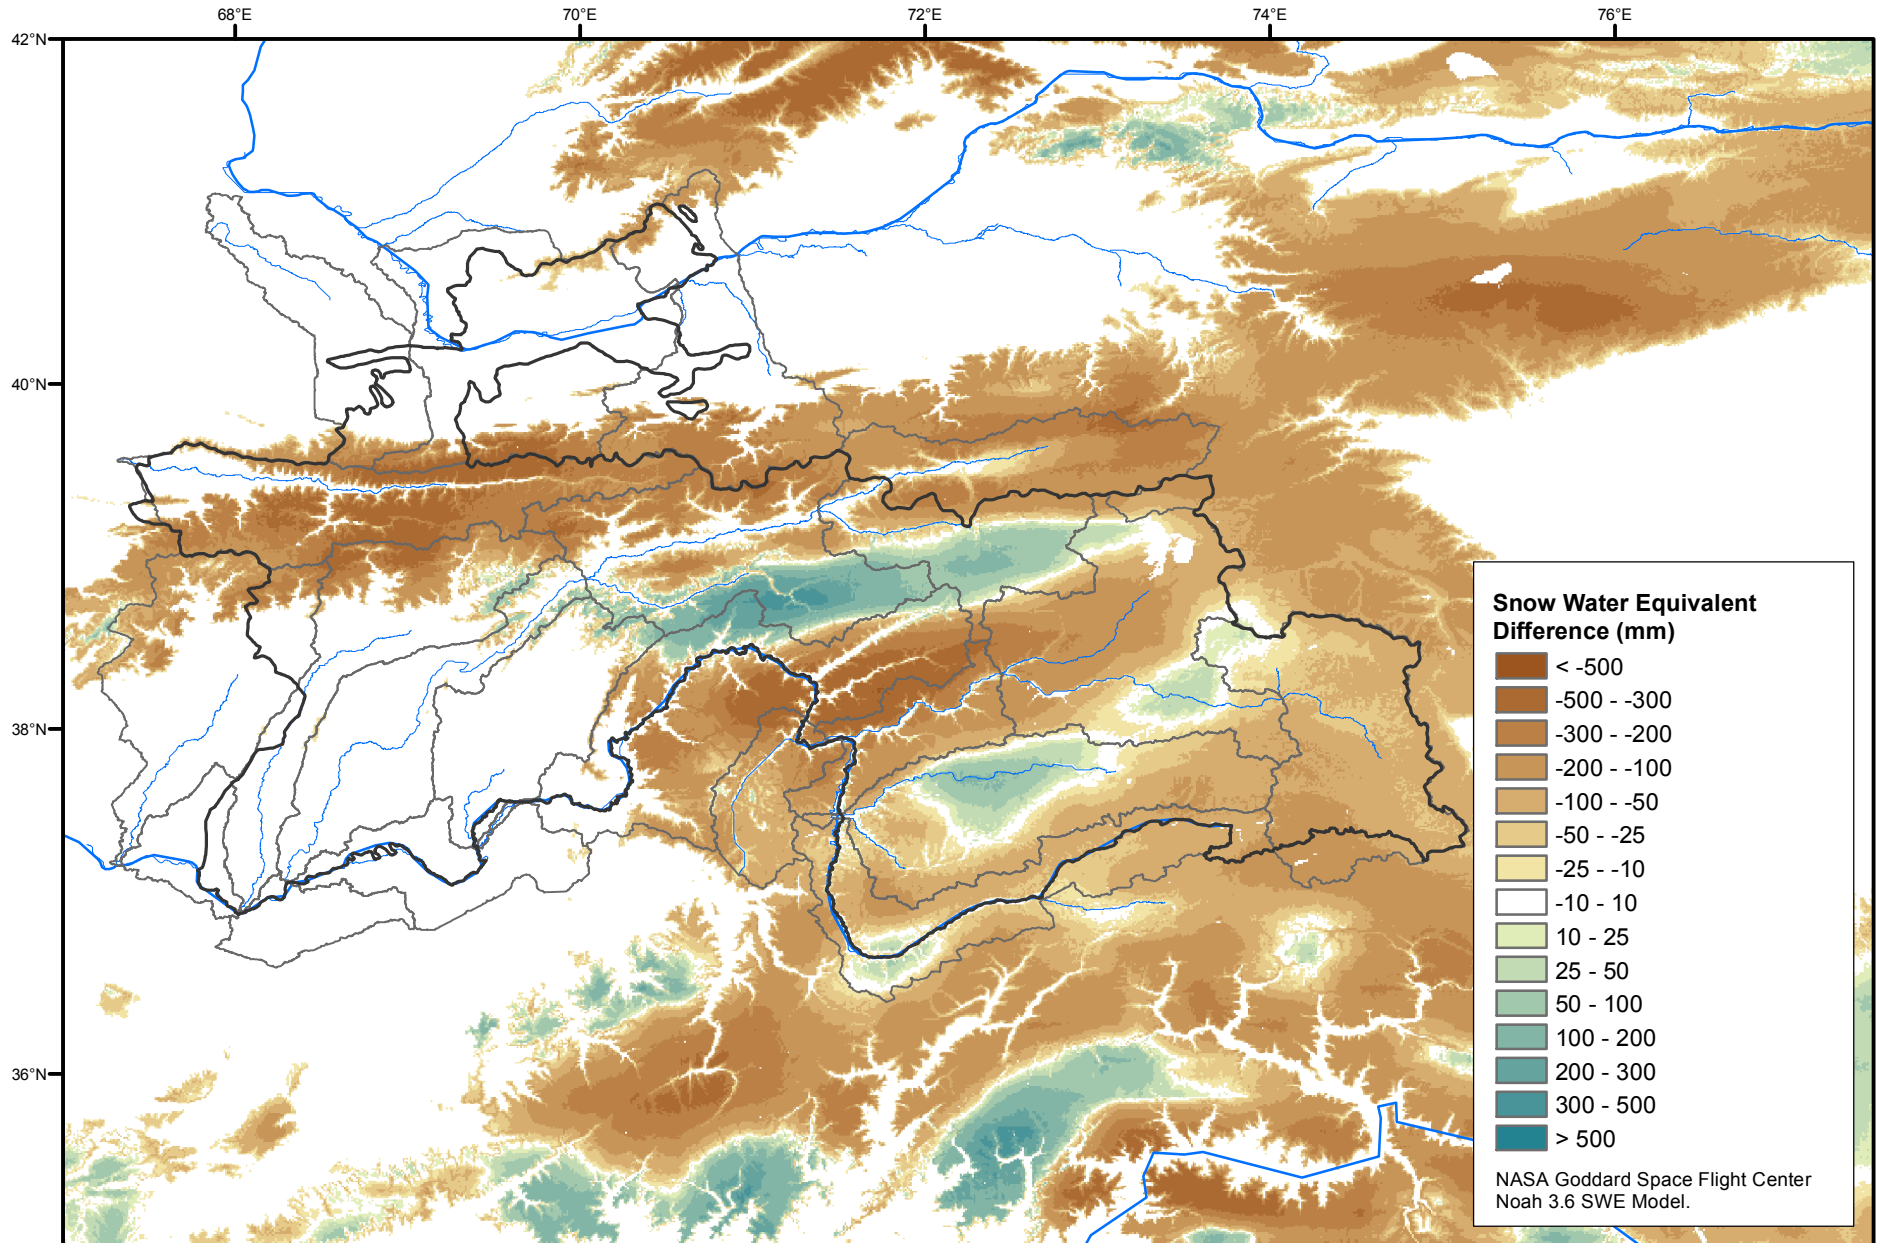 68°E 70°E 72°E 74°E 76°E
42°N
40°N
38°N
36°N
Snow Water Equivalent
Difference (mm)
< -500
-500 - -300
-300 - -200
-200 - -100
-100 - -50
-50 - -25
-25 - -10
-10 - 10
10 - 25
25 - 50
50 - 100
100 - 200
200 - 300
300 - 500
> 500
NASA Goddard Space Flight Center
Noah 3.6 SWE Model.